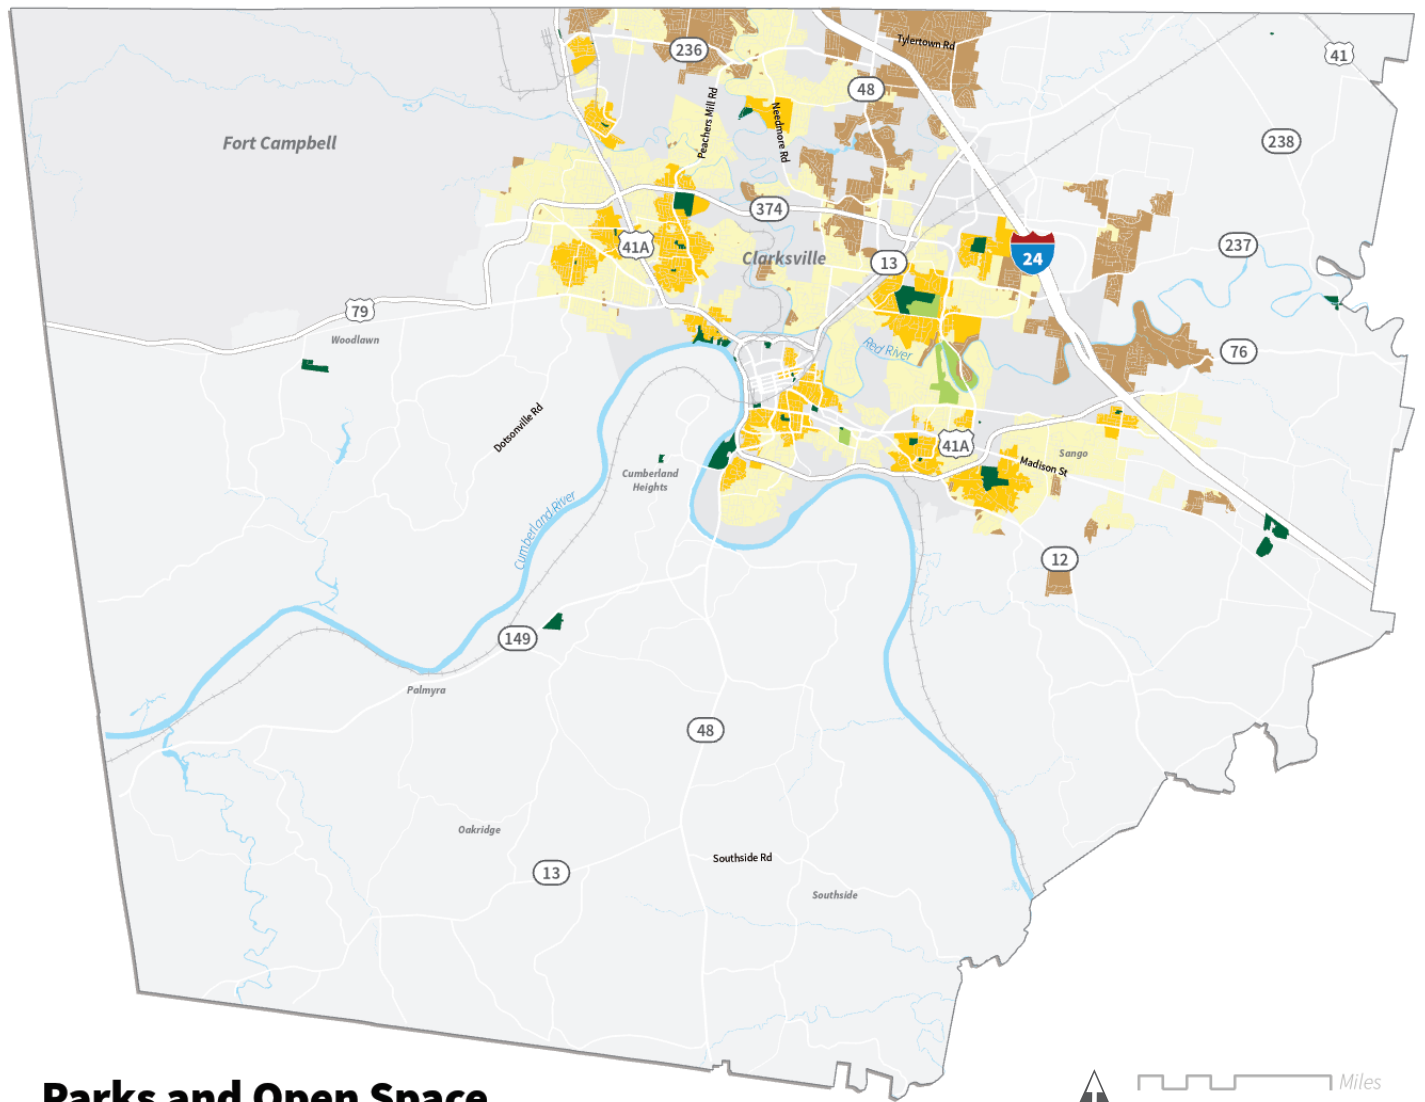 Tylertown Rd
236
41
48
Peachers Mill Rd
Needmore Rd
Fort Campbell
238
374
41A
237
Clarksville
13
24
79
Woodlawn
Red River
76
Dotsonville Rd
41A
Sango
Madison St
Cumberland
Heights
Cumberland River
12
149
Palmyra
48
Oakridge
Southside Rd
13
Southside
Parks and Open Space
Miles